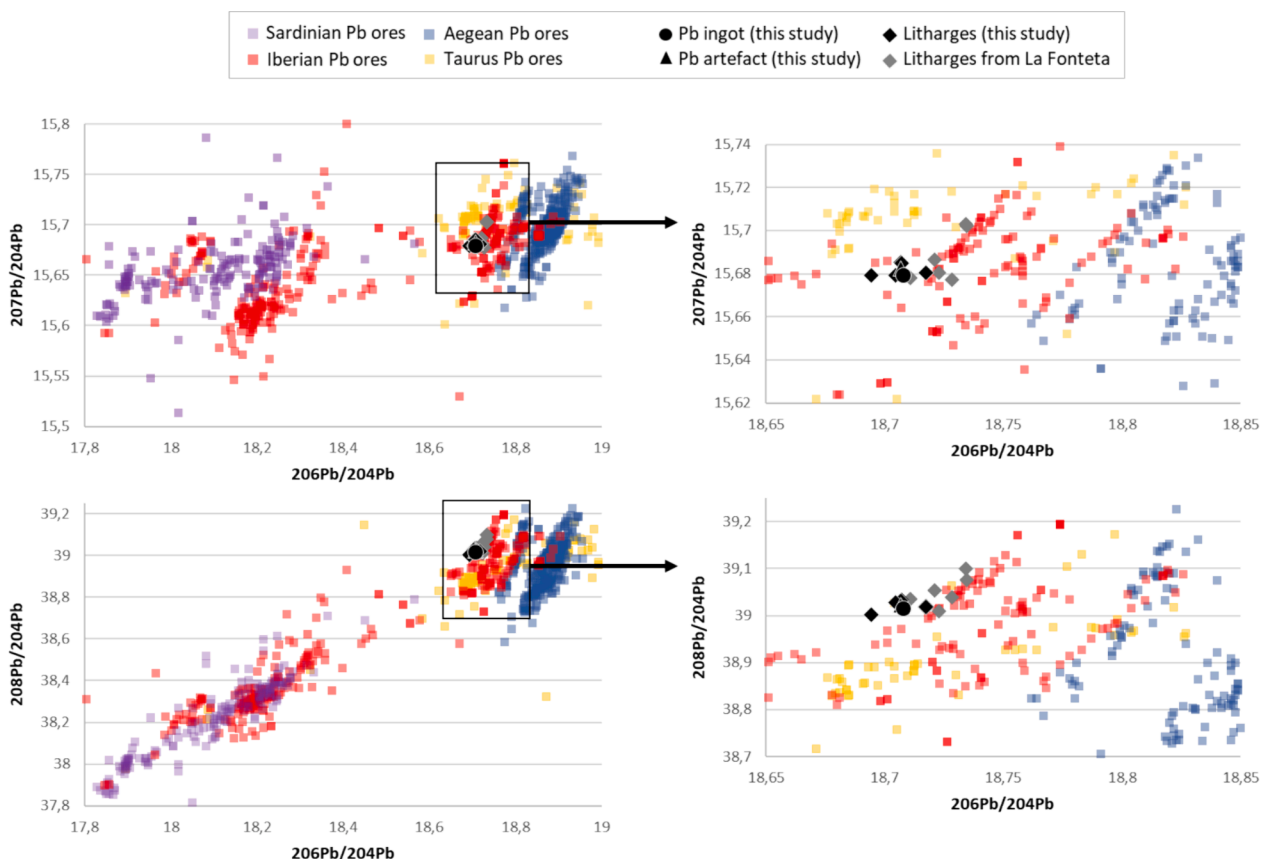 Sardinian Pb ores Aegean Pb ores Pb ingot (this study) Litharges (this study)
Iberian Pb ores Taurus Pb ores Pb artefact (this study) Litharges from La Fonteta
15,8
15,75
15,7
15,65
15,6
15,55
15,5
207Pb/204Pb
17,8 18 18,2 18,4 18,6 18,8 19
206Pb/204Pb
15,74
15,72
15,7
15,68
15,66
15,64
15,62
207Pb/204Pb
18,65 18,7 18,75 18,8 18,85
206Pb/204Pb
39,2
39
38,8
38,6
38,4
38,2
38
37,8
208Pb/204Pb
17,8 18 18,2 18,4 18,6 18,8 19
206Pb/204Pb
39,2
39,1
39
38,9
38,8
38,7
208Pb/204Pb
18,65 18,7 18,75 18,8 18,85
206Pb/204Pb